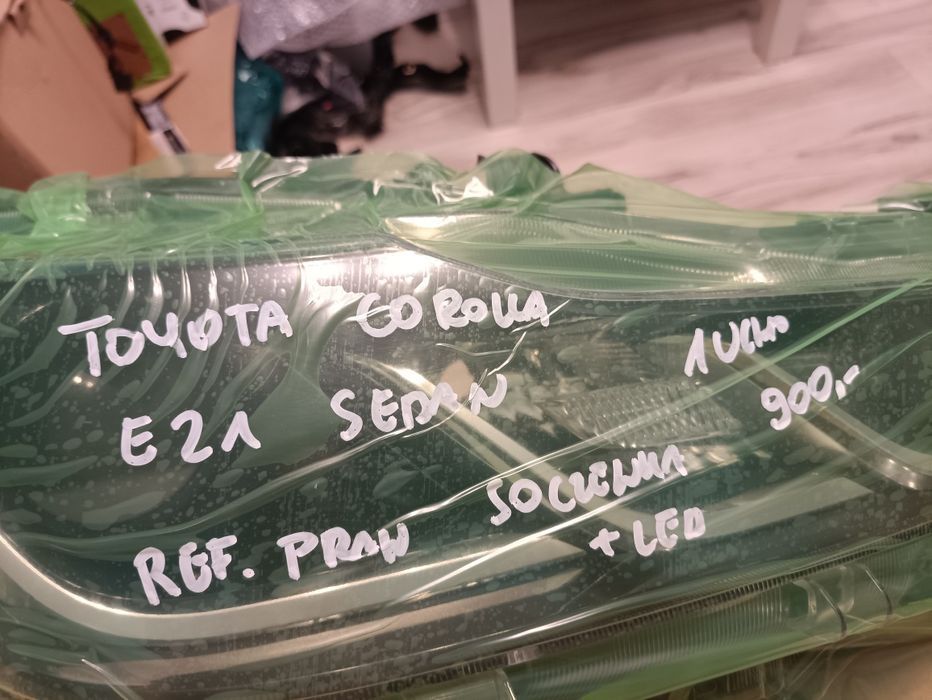 TOYOTA COROLLA
1 UCHO
E21 SEDAN
900,-
REF. PRAW SOCZEWKA
+ LED